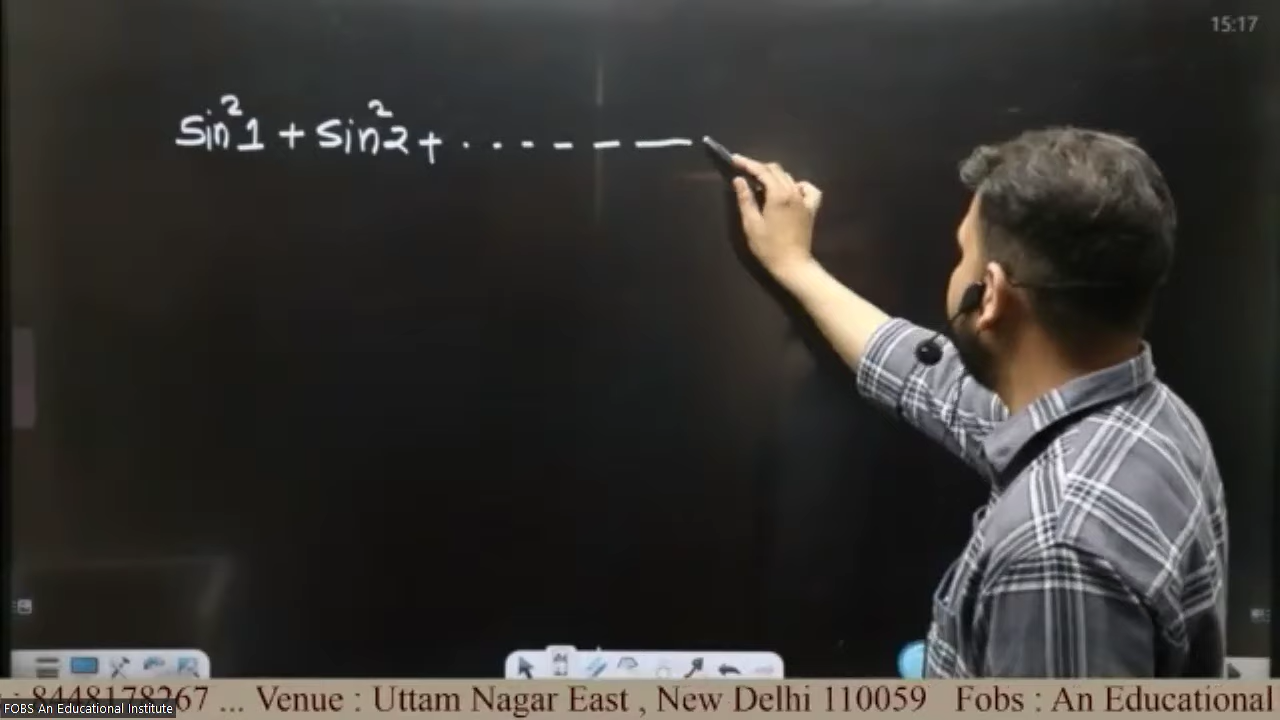 15:17
sin²1 + sin²2 + . . . - - - —
: 8448178267 ... Venue : Uttam Nagar East , New Delhi 110059 Fobs : An Educational
FOBS An Educational Institute